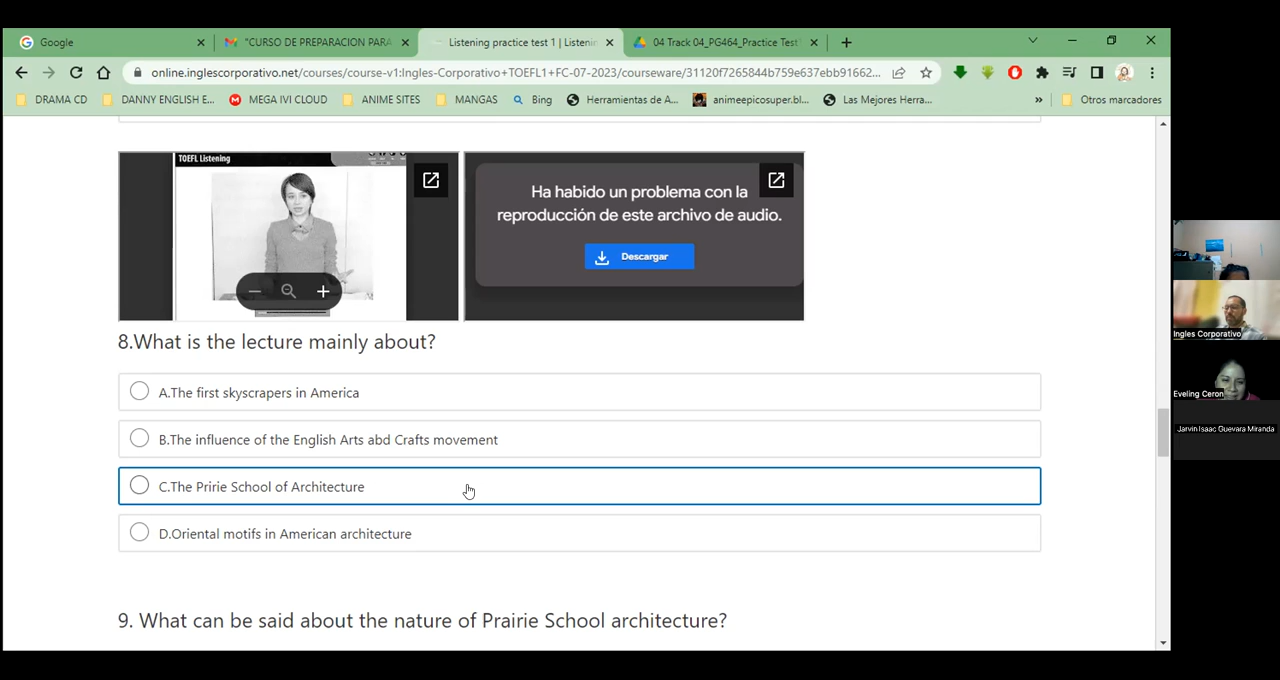 Google
"CURSO DE PREPARACION PARA
Listening practice test 1 | Listenin
04 Track 04_PG464_Practice Test
online.inglescorporativo.net/courses/course-v1:Ingles-Corporativo+TOEFL1+FC-07-2023/courseware/31120f7265844b759e637ebb91662...
DRAMA CD
DANNY ENGLISH E...
MEGA IVI CLOUD
ANIME SITES
MANGAS
Bing
Herramientas de A...
animeepicosuper.bl...
Las Mejores Herra...
»
Otros marcadores
TOEFL Listening
Ha habido un problema con la
reproducción de este archivo de audio.
Descargar
8.What is the lecture mainly about?
A.The first skyscrapers in America
B.The influence of the English Arts abd Crafts movement
C.The Pririe School of Architecture
D.Oriental motifs in American architecture
9. What can be said about the nature of Prairie School architecture?
Ingles Corporativo
Eveling Ceron
Jarvin Isaac Guevara Miranda